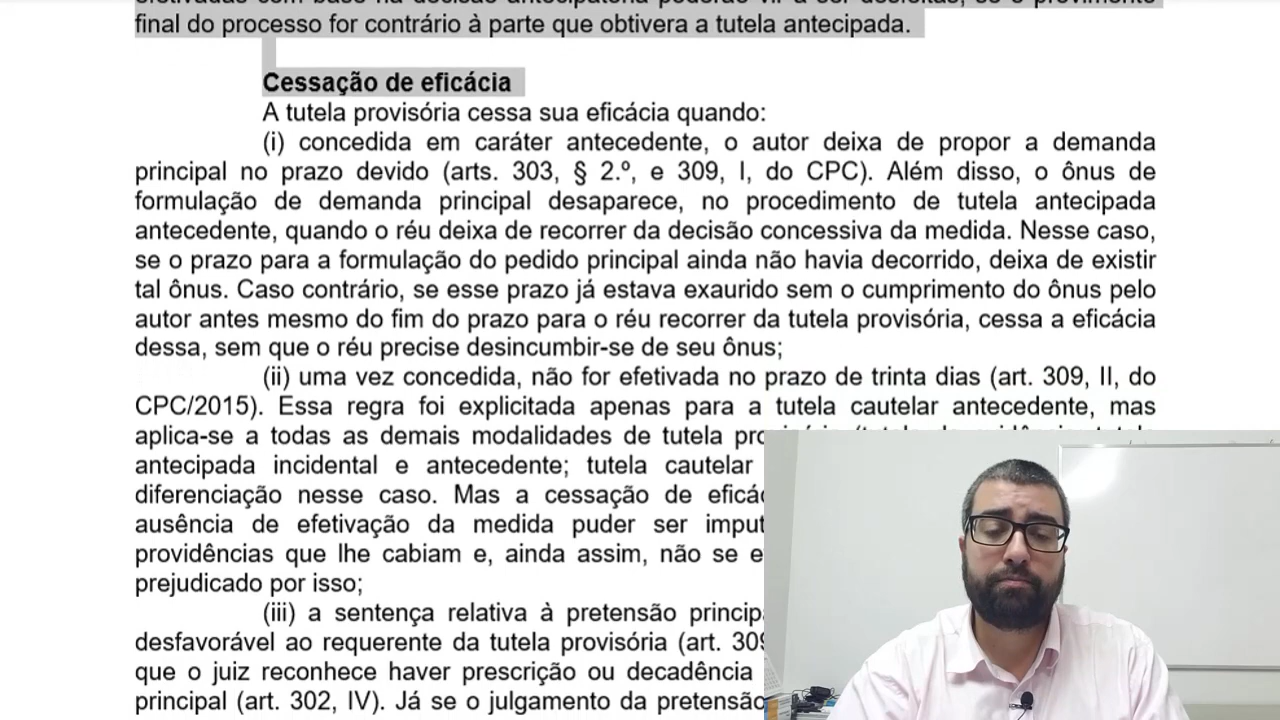 final do processo for contrário à parte que obtivera a tutela antecipada.
Cessação de eficácia
A tutela provisória cessa sua eficácia quando:
(i) concedida em caráter antecedente, o autor deixa de propor a demanda
principal no prazo devido (arts. 303, § 2.º, e 309, I, do CPC). Além disso, o ônus de
formulação de demanda principal desaparece, no procedimento de tutela antecipada
antecedente, quando o réu deixa de recorrer da decisão concessiva da medida. Nesse caso,
se o prazo para a formulação do pedido principal ainda não havia decorrido, deixa de existir
tal ônus. Caso contrário, se esse prazo já estava exaurido sem o cumprimento do ônus pelo
autor antes mesmo do fim do prazo para o réu recorrer da tutela provisória, cessa a eficácia
dessa, sem que o réu precise desincumbir-se de seu ônus;
(ii) uma vez concedida, não for efetivada no prazo de trinta dias (art. 309, II, do
CPC/2015). Essa regra foi explicitada apenas para a tutela cautelar antecedente, mas
aplica-se a todas as demais modalidades de tutela
antecipada incidental e antecedente; tutela cautelar
diferenciação nesse caso. Mas a cessação de
ausência de efetivação da medida puder ser
providências que lhe cabiam e, ainda assim, não se
prejudicado por isso;
(iii) a sentença relativa à pretensão
desfavorável ao requerente da tutela provisória (art.
que o juiz reconhece haver prescrição ou decadência
principal (art. 302, IV). Já se o julgamento da